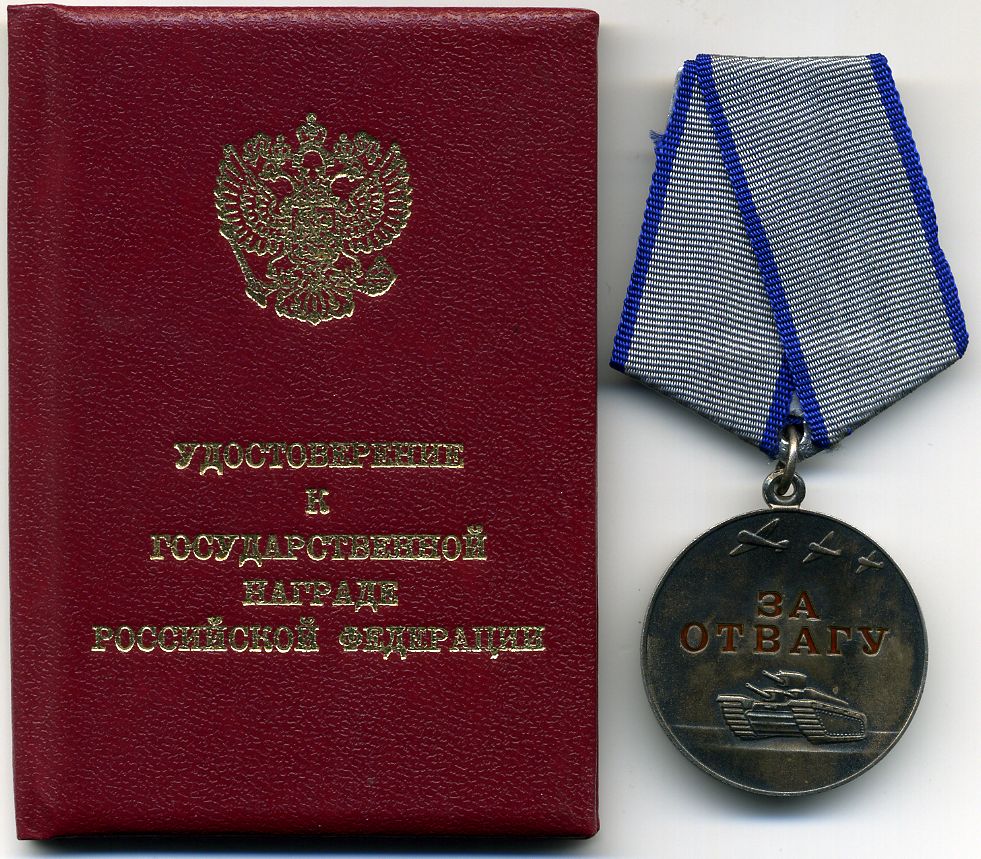 УДОСТОВЕРЕНИЕ
К
ГОСУДАРСТВЕННОЙ
НАГРАДЕ
РОССИЙСКОЙ ФЕДЕРАЦИИ
ЗА
ОТВАГУ